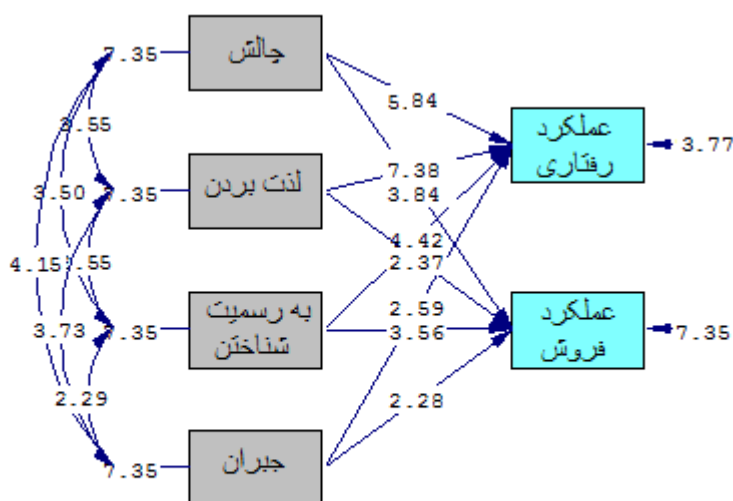 7.35
چالش
3.55
5.84
عملکرد
رفتاری
3.77
3.50
7.35
لذت بردن
7.38
3.84
4.15
4.42
2.37
3.73
7.35
به رسمیت
شناختن
2.59
3.56
عملکرد
فروش
7.35
2.29
2.28
7.35
جبران